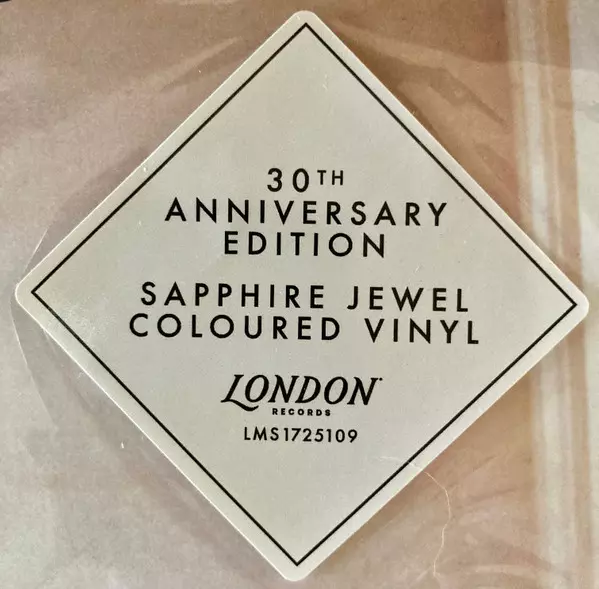 30TH
ANNIVERSARY
EDITION
SAPPHIRE JEWEL
COLOURED VINYL
LONDON
RECORDS
LMS1725109